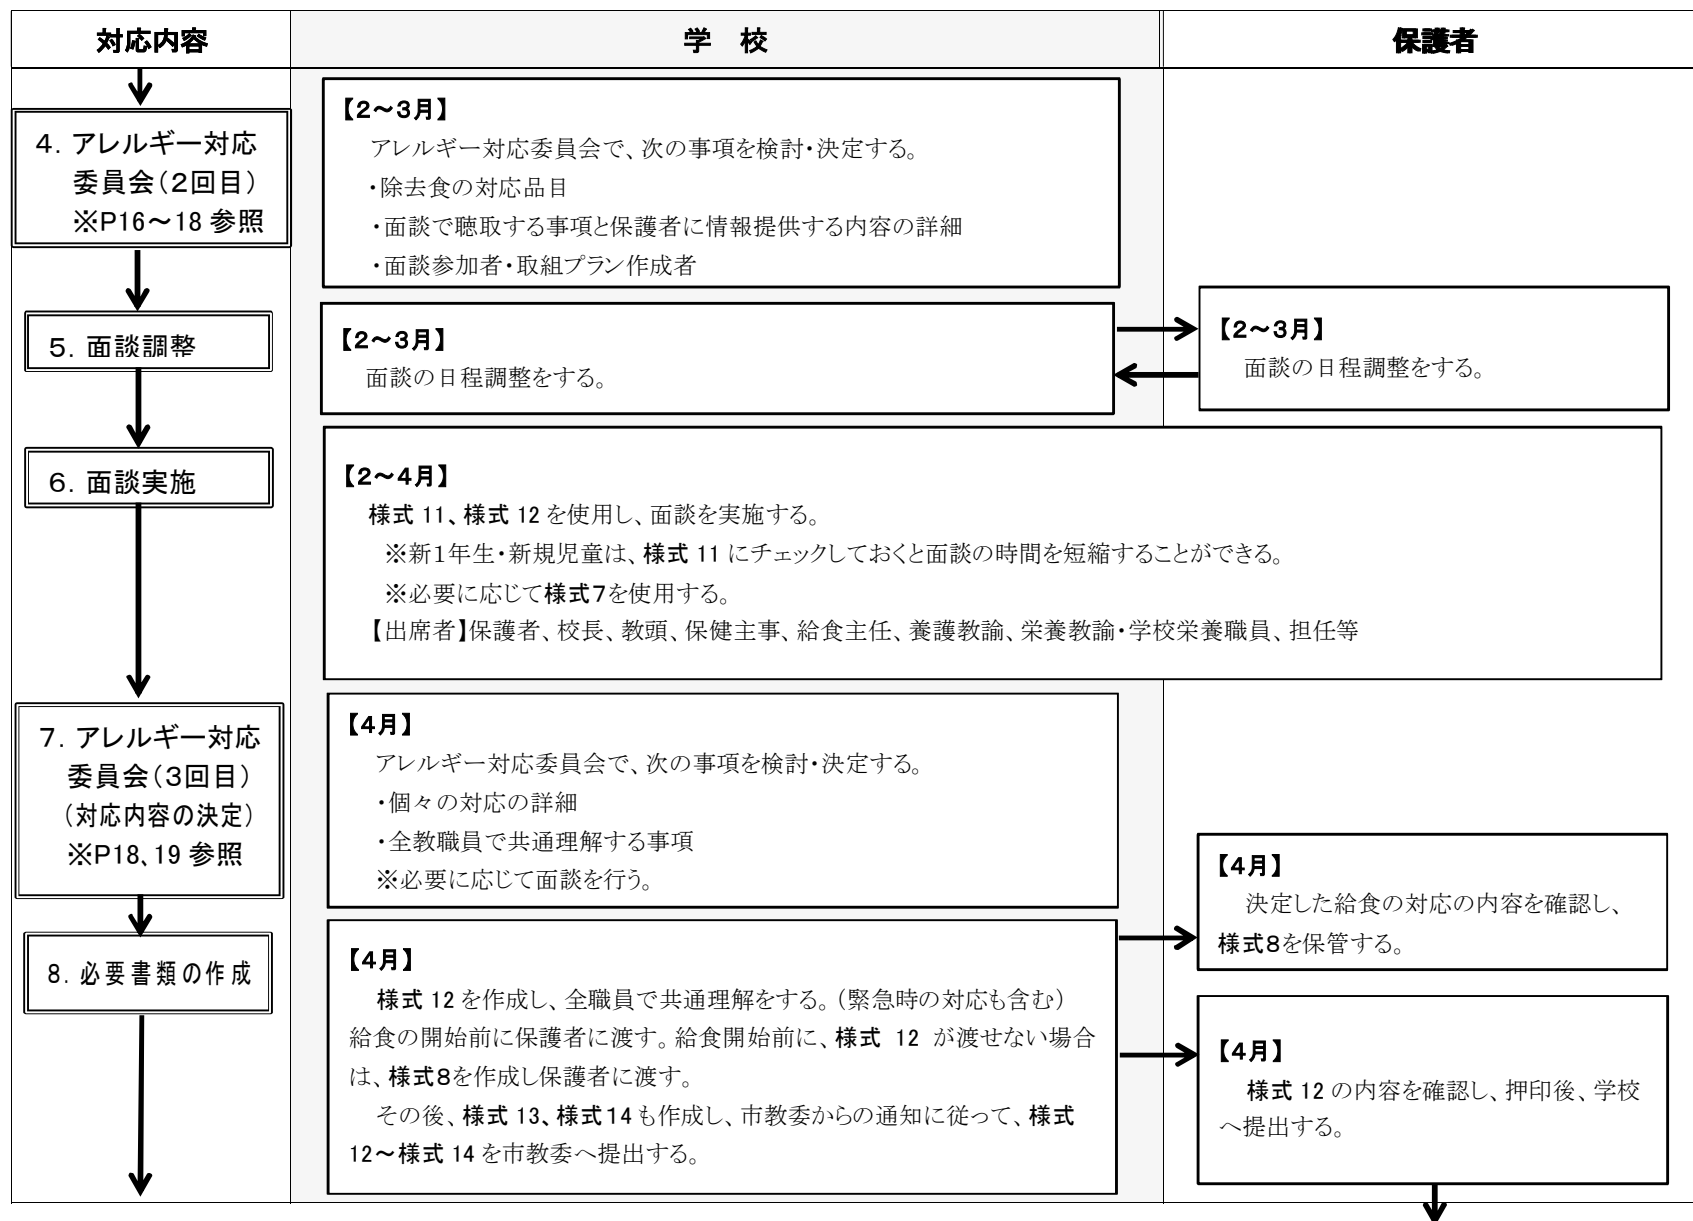 対応内容
学　校
保護者
4．アレルギー対応
委員会（2回目）
※P16～18 参照
【2～3月】
アレルギー対応委員会で、次の事項を検討・決定する。
・除去食の対応品目
・面談で聴取する事項と保護者に情報提供する内容の詳細
・面談参加者・取組プラン作成者
5．面談調整
【2～3月】
面談の日程調整をする。
【2～3月】
面談の日程調整をする。
6．面談実施
【2～4月】
様式 11、様式 12 を使用し、面談を実施する。
※新1年生・新規児童は、様式 11 にチェックしておくと面談の時間を短縮することができる。
※必要に応じて様式7を使用する。
【出席者】保護者、校長、教頭、保健主事、給食主任、養護教諭、栄養教諭・学校栄養職員、担任等
7．アレルギー対応
委員会（3回目）
（対応内容の決定）
※P18、19 参照
【4月】
アレルギー対応委員会で、次の事項を検討・決定する。
・個々の対応の詳細
・全教職員で共通理解する事項
※必要に応じて面談を行う。
【4月】
決定した給食の対応の内容を確認し、
様式8を保管する。
8．必要書類の作成
【4月】
様式 12 を作成し、全職員で共通理解をする。（緊急時の対応も含む）
給食の開始前に保護者に渡す。給食開始前に、様式 12 が渡せない場合
は、様式8を作成し保護者に渡す。
その後、様式 13、様式14 も作成し、市教委からの通知に従って、様式
12～様式 14 を市教委へ提出する。
【4月】
様式 12 の内容を確認し、押印後、学校
へ提出する。